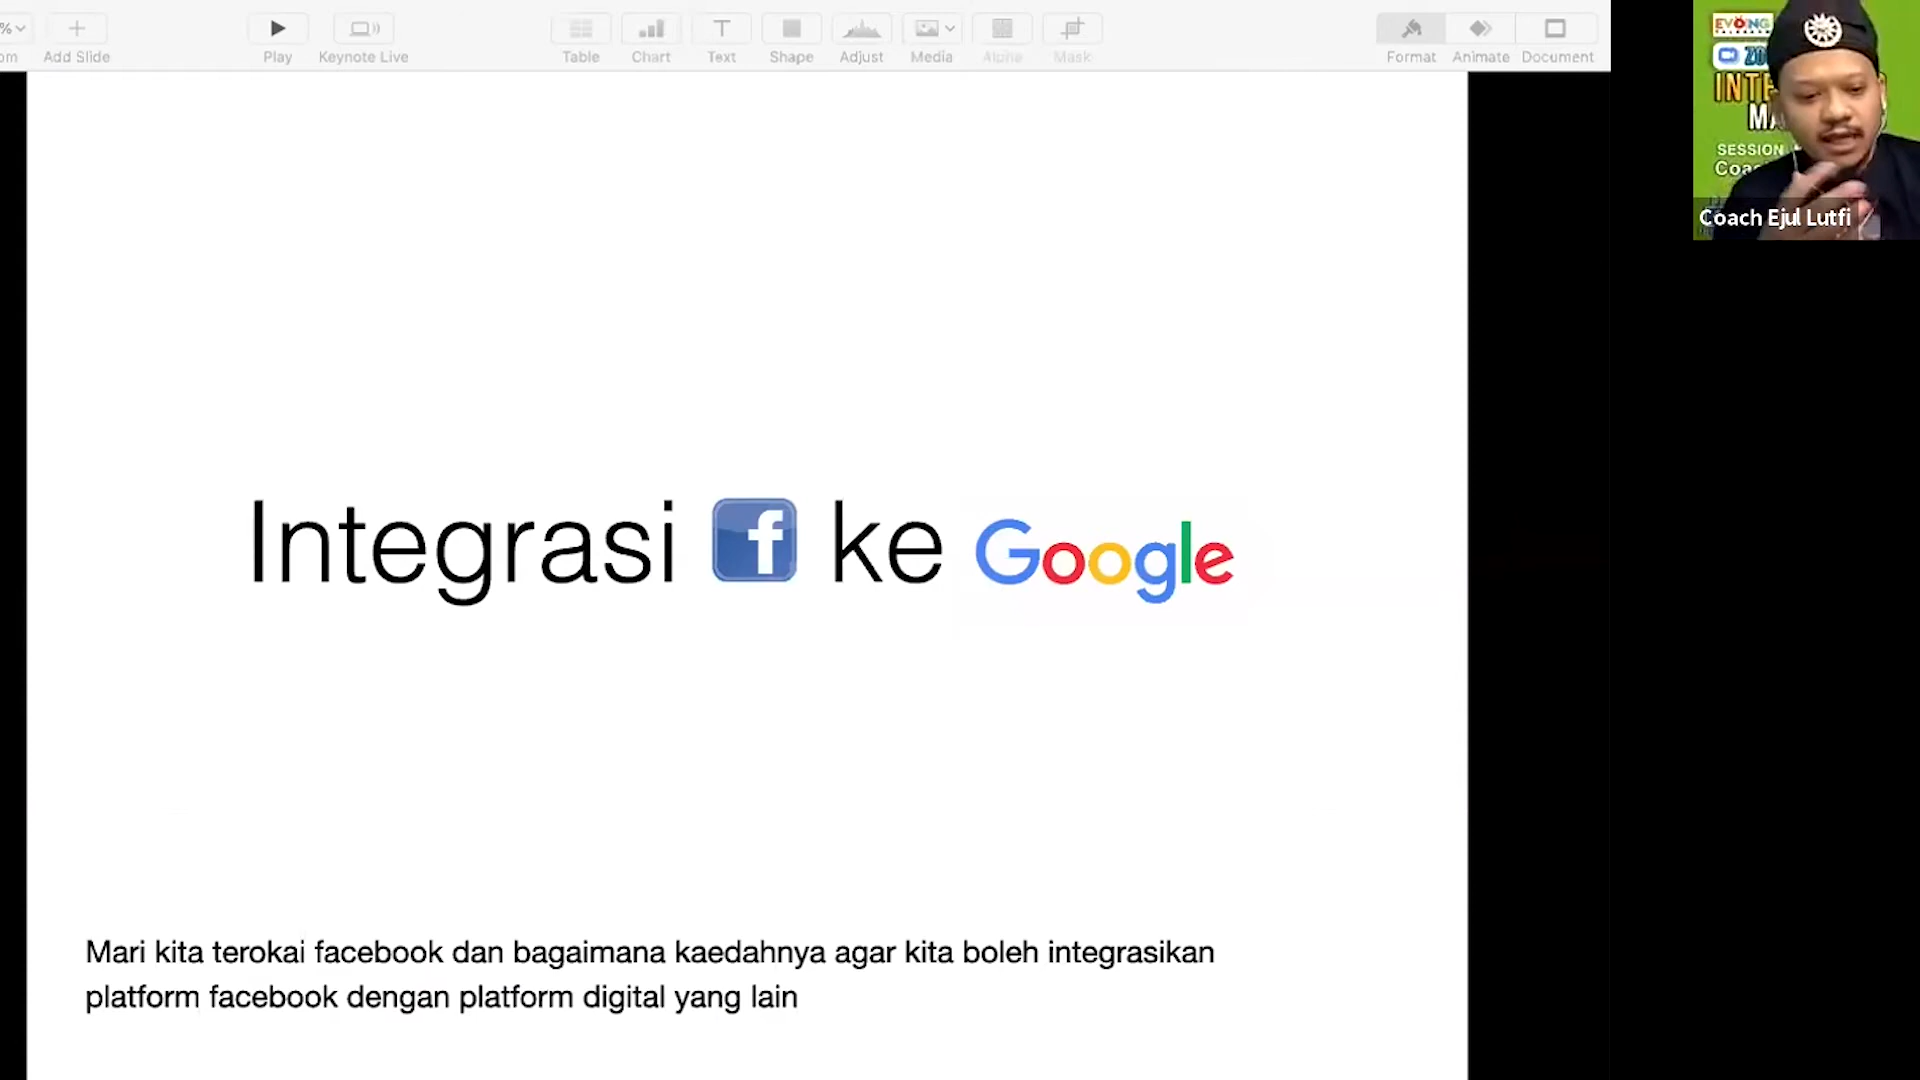 Add Slide
Play
Keynote Live
Table
Chart
Text
Shape
Adjust
Media
Alpha
Mask
Format
Animate
Document
Integrasi f ke Google
Mari kita terokai facebook dan bagaimana kaedahnya agar kita boleh integrasikan
platform facebook dengan platform digital yang lain
SESSION
Coach Ejul Lutfi